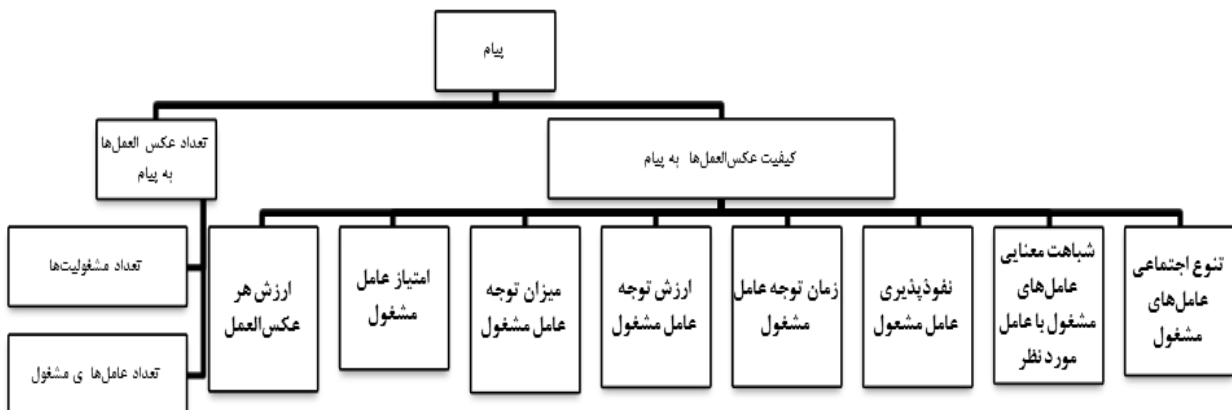 پیام
کیفیت عکس‌العمل‌ها به پیام
تعداد عکس العمل‌ها
به پیام
تنوع اجتماعی
عامل‌های
مشغول
شباهت معنایی
عامل‌های
مشغول با عامل
مورد نظر
نفوذپذیری
عامل مشعول
زمان توجه عامل
مشغول
ارزش توجه
عامل مشغول
میزان توجه
عامل مشغول
امتیاز عامل
مشغول
ارزش هر
عکس‌العمل
تعداد مشغولیت‌ها
تعداد عامل‌ها ی مشغول